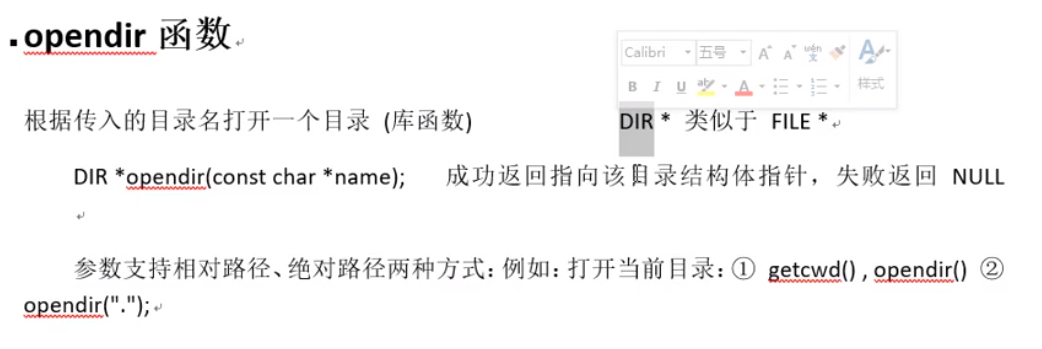 opendir 函数
Calibri 五号 A A wén 文
B I U aby A 样式
根据传入的目录名打开一个目录 (库函数) DIR * 类似于 FILE *
DIR *opendir(const char *name); 成功返回指向该目录结构体指针，失败返回 NULL
参数支持相对路径、绝对路径两种方式：例如：打开当前目录：① getcwd() , opendir() ②
opendir(".");